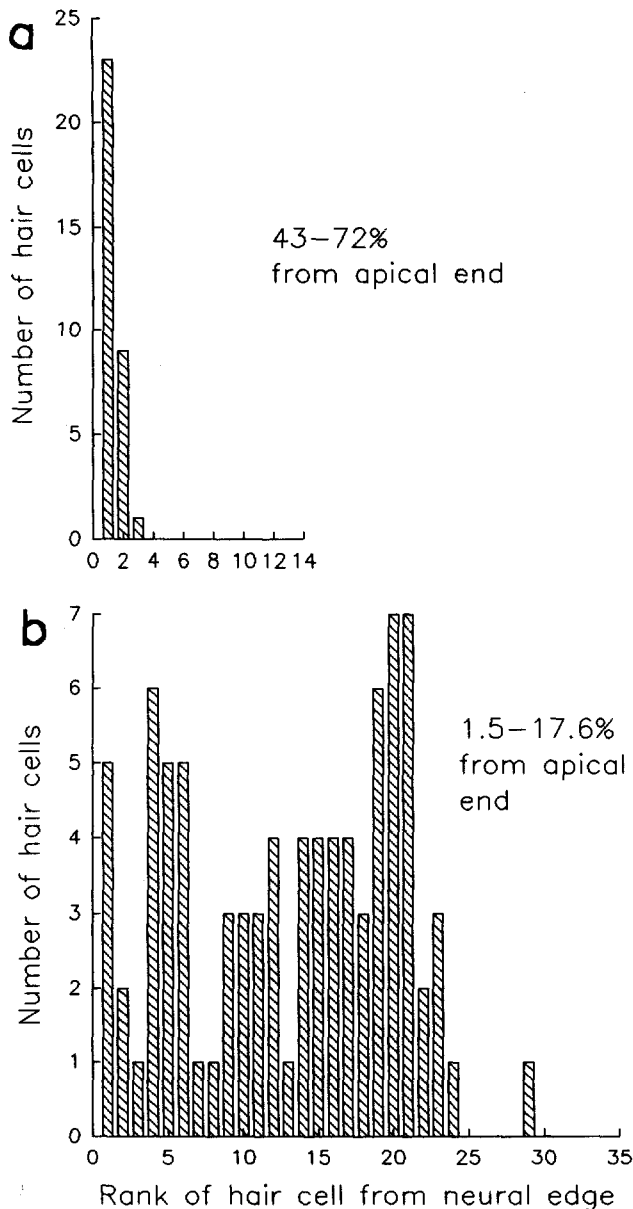 a
25
20
15
10
5
0
Number of hair cells
43–72%
from apical end
0 2 4 6 8 10 12 14
b
7
6
5
4
3
2
1
0
Number of hair cells
1.5–17.6%
from apical
end
0 5 10 15 20 25 30 35
Rank of hair cell from neural edge